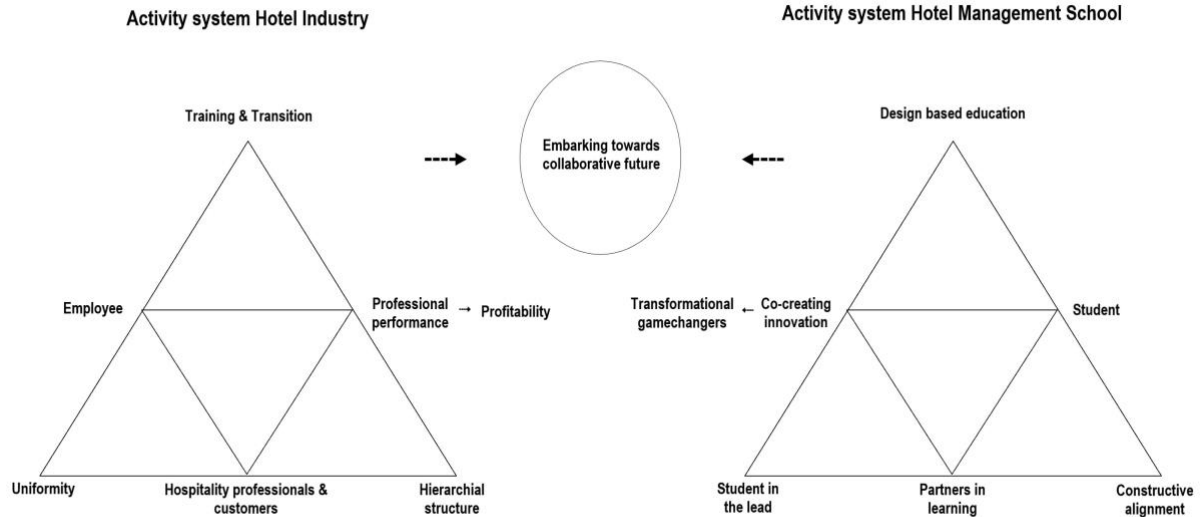 Activity system Hotel Industry
Activity system Hotel Management School
Training & Transition
Design based education
Embarking towards
collaborative future
Employee
Professional
performance
→ Profitability
Transformational
gamechangers
← Co-creating
innovation
Student
Uniformity
Hospitality professionals &
customers
Hierarchial
structure
Student in
the lead
Partners in
learning
Constructive
alignment